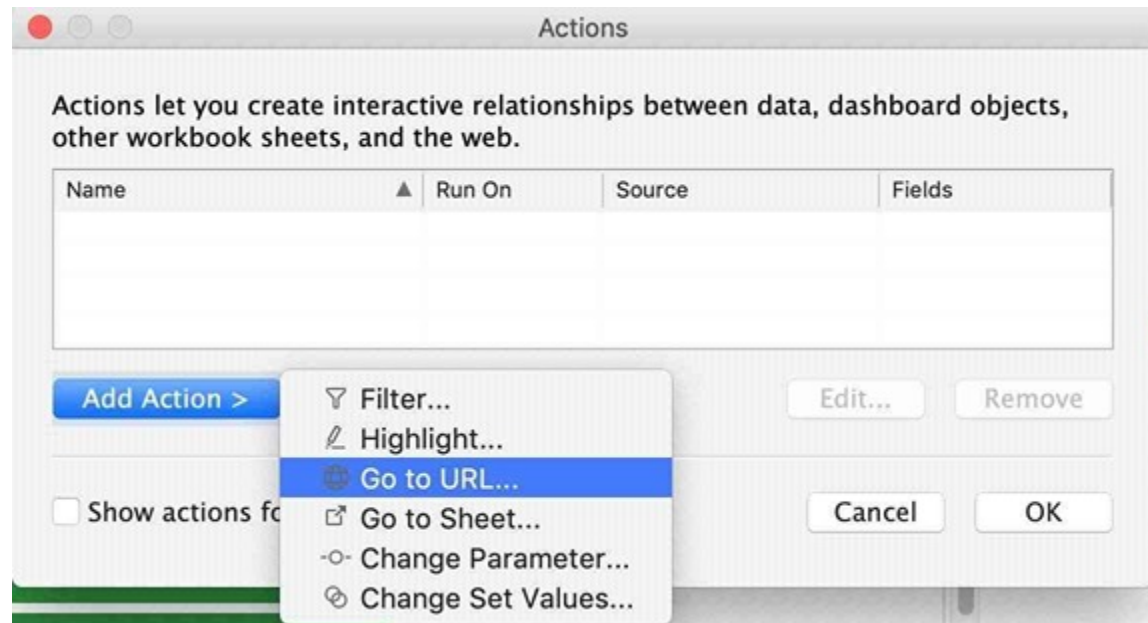 Actions
Actions let you create interactive relationships between data, dashboard objects,
other workbook sheets, and the web.
Name Run On Source Fields
Add Action > Filter... Edit... Remove
Highlight...
Go to URL...
Show actions fo Go to Sheet... Cancel OK
Change Parameter...
Change Set Values...